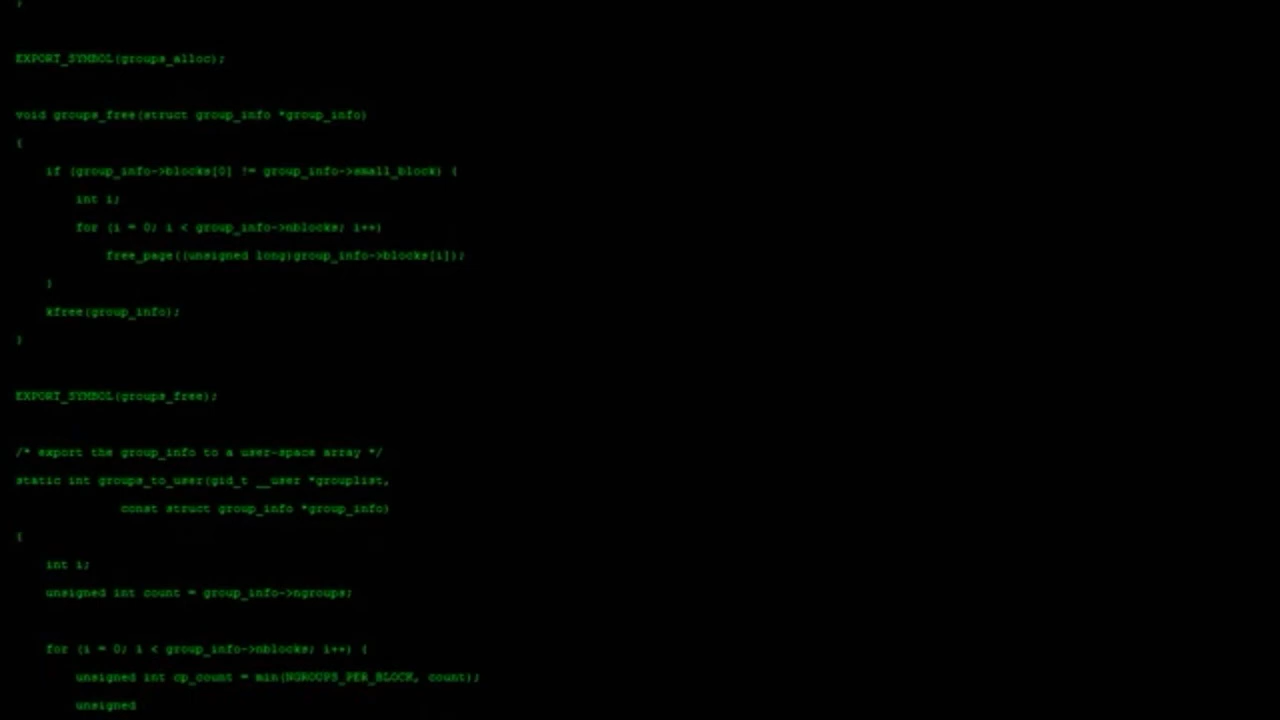 }
EXPORT_SYMBOL(groups_alloc);
void groups_free(struct group_info *group_info)
{
    if (group_info->blocks[0] != group_info->small_block) {
        int i;
        for (i = 0; i < group_info->nblocks; i++)
            free_page((unsigned long)group_info->blocks[i]);
    }
    kfree(group_info);
}
EXPORT_SYMBOL(groups_free);
/* export the group_info to a user-space array */
static int groups_to_user(gid_t __user *grouplist,
              const struct group_info *group_info)
{
    int i;
    unsigned int count = group_info->ngroups;
    for (i = 0; i < group_info->nblocks; i++) {
        unsigned int cp_count = min(NGROUPS_PER_BLOCK, count);
        unsigned